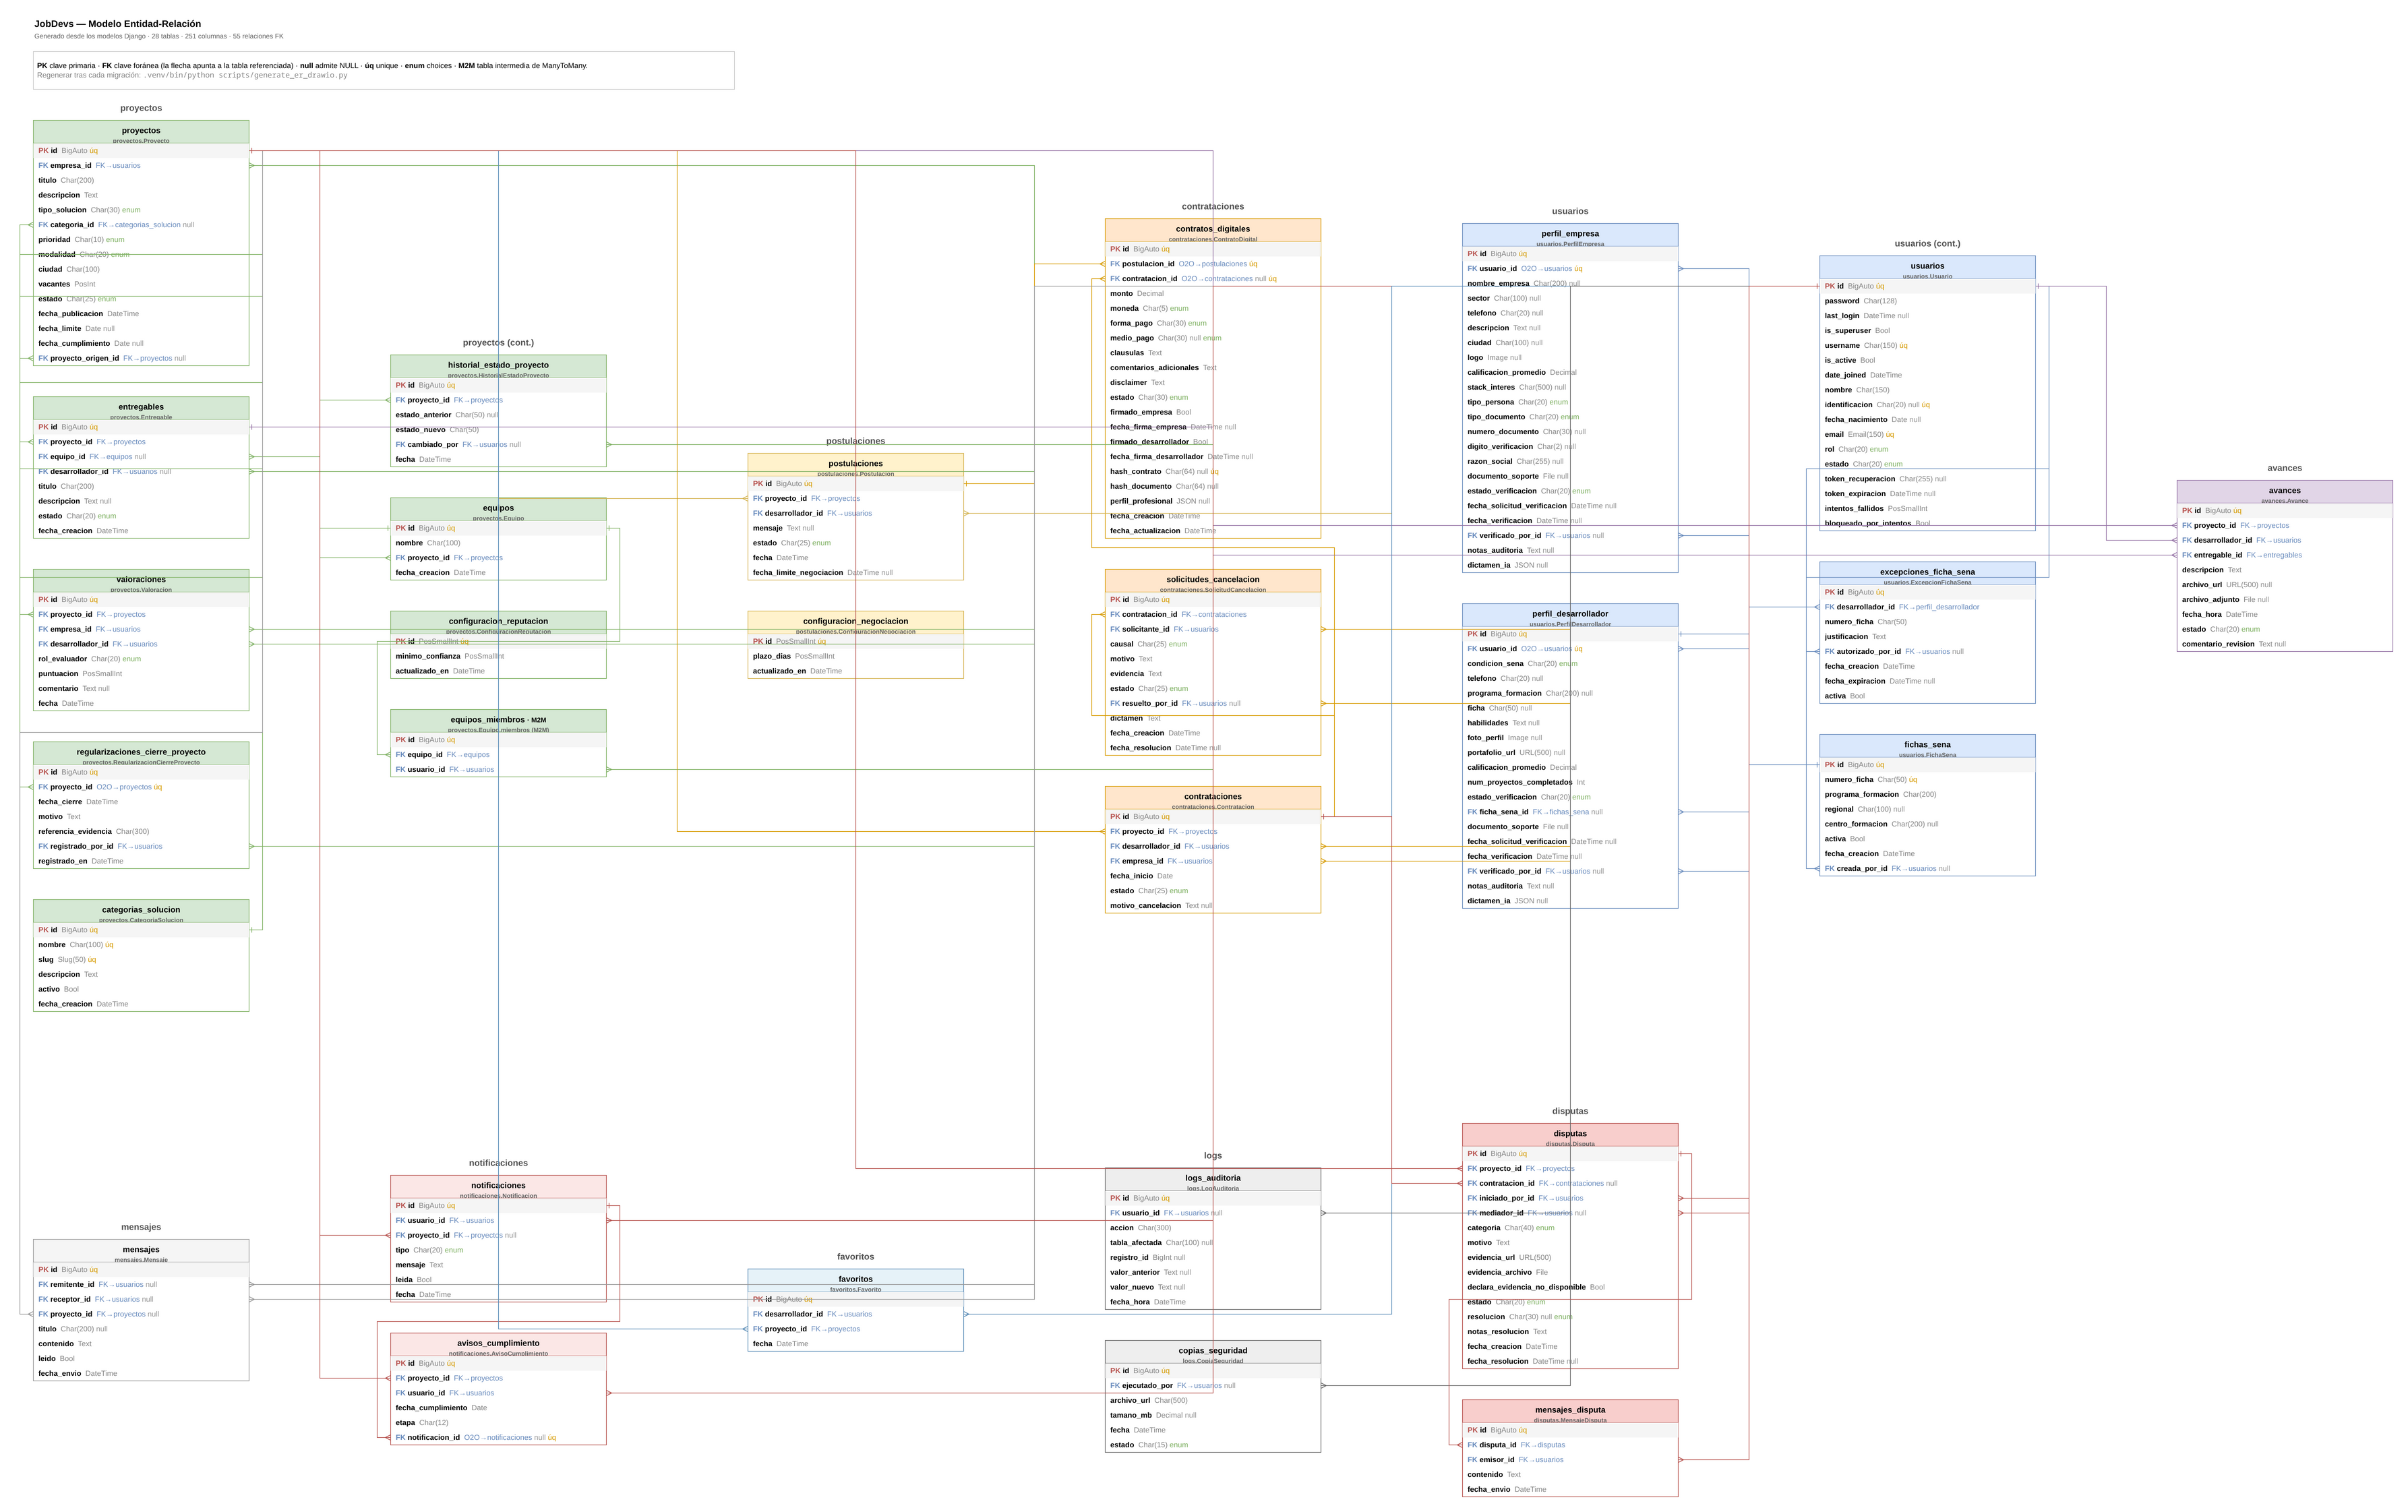 JobDevs — Modelo Entidad-Relación
Generado desde los modelos Django · 28 tablas · 251 columnas · 55 relaciones FK
PK clave primaria · FK clave foránea (la flecha apunta a la tabla referenciada) · null admite NULL · úq unique · enum choices · M2M tabla intermedia de ManyToMany.
Regenerar tras cada migración: .venv/bin/python scripts/generate_er_drawio.py
proyectos
proyectos
proyectos.Proyecto
PK id BigAuto úq
FK empresa_id FK→usuarios
titulo Char(200)
descripcion Text
tipo_solucion Char(30) enum
FK categoria_id FK→categorias_solucion null
prioridad Char(10) enum
modalidad Char(20) enum
ciudad Char(100)
vacantes PosInt
estado Char(25) enum
fecha_publicacion DateTime
fecha_limite Date null
fecha_cumplimiento Date null
FK proyecto_origen_id FK→proyectos null
entregables
proyectos.Entregable
PK id BigAuto úq
FK proyecto_id FK→proyectos
FK equipo_id FK→equipos null
FK desarrollador_id FK→usuarios null
titulo Char(200)
descripcion Text null
estado Char(20) enum
fecha_creacion DateTime
valoraciones
proyectos.Valoracion
PK id BigAuto úq
FK proyecto_id FK→proyectos
FK empresa_id FK→usuarios
FK desarrollador_id FK→usuarios
rol_evaluador Char(20) enum
puntuacion PosSmallInt
comentario Text null
fecha DateTime
regularizaciones_cierre_proyecto
proyectos.RegularizacionCierreProyecto
PK id BigAuto úq
FK proyecto_id O2O→proyectos úq
fecha_cierre DateTime
motivo Text
referencia_evidencia Char(300)
FK registrado_por_id FK→usuarios
registrado_en DateTime
categorias_solucion
proyectos.CategoriaSolucion
PK id BigAuto úq
nombre Char(100) úq
slug Slug(50) úq
descripcion Text
activo Bool
fecha_creacion DateTime
mensajes
mensajes
mensajes.Mensaje
PK id BigAuto úq
FK remitente_id FK→usuarios null
FK receptor_id FK→usuarios null
FK proyecto_id FK→proyectos null
titulo Char(200) null
contenido Text
leido Bool
fecha_envio DateTime
proyectos (cont.)
historial_estado_proyecto
proyectos.HistorialEstadoProyecto
PK id BigAuto úq
FK proyecto_id FK→proyectos
estado_anterior Char(50) null
estado_nuevo Char(50)
FK cambiado_por FK→usuarios null
fecha DateTime
equipos
proyectos.Equipo
PK id BigAuto úq
nombre Char(100)
FK proyecto_id FK→proyectos
fecha_creacion DateTime
configuracion_reputacion
proyectos.ConfiguracionReputacion
PK id PosSmallInt úq
minimo_confianza PosSmallInt
actualizado_en DateTime
equipos_miembros · M2M
proyectos.Equipo.miembros (M2M)
PK id BigAuto úq
FK equipo_id FK→equipos
FK usuario_id FK→usuarios
notificaciones
notificaciones
notificaciones.Notificacion
PK id BigAuto úq
FK usuario_id FK→usuarios
FK proyecto_id FK→proyectos null
tipo Char(20) enum
mensaje Text
leida Bool
fecha DateTime
avisos_cumplimiento
notificaciones.AvisoCumplimiento
PK id BigAuto úq
FK proyecto_id FK→proyectos
FK usuario_id FK→usuarios
fecha_cumplimiento Date
etapa Char(12)
FK notificacion_id O2O→notificaciones null úq
postulaciones
postulaciones
postulaciones.Postulacion
PK id BigAuto úq
FK proyecto_id FK→proyectos
FK desarrollador_id FK→usuarios
mensaje Text null
estado Char(25) enum
fecha DateTime
fecha_limite_negociacion DateTime null
configuracion_negociacion
postulaciones.ConfiguracionNegociacion
PK id PosSmallInt úq
plazo_dias PosSmallInt
actualizado_en DateTime
favoritos
favoritos
favoritos.Favorito
PK id BigAuto úq
FK desarrollador_id FK→usuarios
FK proyecto_id FK→proyectos
fecha DateTime
contrataciones
contratos_digitales
contrataciones.ContratoDigital
PK id BigAuto úq
FK postulacion_id O2O→postulaciones úq
FK contratacion_id O2O→contrataciones null úq
monto Decimal
moneda Char(5) enum
forma_pago Char(30) enum
medio_pago Char(30) null enum
clausulas Text
comentarios_adicionales Text
disclaimer Text
estado Char(30) enum
firmado_empresa Bool
fecha_firma_empresa DateTime null
firmado_desarrollador Bool
fecha_firma_desarrollador DateTime null
hash_contrato Char(64) null úq
hash_documento Char(64) null
perfil_profesional JSON null
fecha_creacion DateTime
fecha_actualizacion DateTime
solicitudes_cancelacion
contrataciones.SolicitudCancelacion
PK id BigAuto úq
FK contratacion_id FK→contrataciones
FK solicitante_id FK→usuarios
causal Char(25) enum
motivo Text
evidencia Text
estado Char(25) enum
FK resuelto_por_id FK→usuarios null
dictamen Text
fecha_creacion DateTime
fecha_resolucion DateTime null
contrataciones
contrataciones.Contratacion
PK id BigAuto úq
FK proyecto_id FK→proyectos
FK desarrollador_id FK→usuarios
FK empresa_id FK→usuarios
fecha_inicio Date
estado Char(25) enum
motivo_cancelacion Text null
logs
logs_auditoria
logs.LogAuditoria
PK id BigAuto úq
FK usuario_id FK→usuarios null
accion Char(300)
tabla_afectada Char(100) null
registro_id BigInt null
valor_anterior Text null
valor_nuevo Text null
fecha_hora DateTime
copias_seguridad
logs.CopiaSeguridad
PK id BigAuto úq
FK ejecutado_por FK→usuarios null
archivo_url Char(500)
tamano_mb Decimal null
fecha DateTime
estado Char(15) enum
usuarios
perfil_empresa
usuarios.PerfilEmpresa
PK id BigAuto úq
FK usuario_id O2O→usuarios úq
nombre_empresa Char(200) null
sector Char(100) null
telefono Char(20) null
descripcion Text null
ciudad Char(100) null
logo Image null
calificacion_promedio Decimal
stack_interes Char(500) null
tipo_persona Char(20) enum
tipo_documento Char(20) enum
numero_documento Char(30) null
digito_verificacion Char(2) null
razon_social Char(255) null
documento_soporte File null
estado_verificacion Char(20) enum
fecha_solicitud_verificacion DateTime null
fecha_verificacion DateTime null
FK verificado_por_id FK→usuarios null
notas_auditoria Text null
dictamen_ia JSON null
perfil_desarrollador
usuarios.PerfilDesarrollador
PK id BigAuto úq
FK usuario_id O2O→usuarios úq
condicion_sena Char(20) enum
telefono Char(20) null
programa_formacion Char(200) null
ficha Char(50) null
habilidades Text null
foto_perfil Image null
portafolio_url URL(500) null
calificacion_promedio Decimal
num_proyectos_completados Int
estado_verificacion Char(20) enum
FK ficha_sena_id FK→fichas_sena null
documento_soporte File null
fecha_solicitud_verificacion DateTime null
fecha_verificacion DateTime null
FK verificado_por_id FK→usuarios null
notas_auditoria Text null
dictamen_ia JSON null
disputas
disputas
disputas.Disputa
PK id BigAuto úq
FK proyecto_id FK→proyectos
FK contratacion_id FK→contrataciones null
FK iniciado_por_id FK→usuarios
FK mediador_id FK→usuarios null
categoria Char(40) enum
motivo Text
evidencia_url URL(500)
evidencia_archivo File
declara_evidencia_no_disponible Bool
estado Char(20) enum
resolucion Char(30) null enum
notas_resolucion Text
fecha_creacion DateTime
fecha_resolucion DateTime null
mensajes_disputa
disputas.MensajeDisputa
PK id BigAuto úq
FK disputa_id FK→disputas
FK emisor_id FK→usuarios
contenido Text
fecha_envio DateTime
usuarios (cont.)
usuarios
usuarios.Usuario
PK id BigAuto úq
password Char(128)
last_login DateTime null
is_superuser Bool
username Char(150) úq
is_active Bool
date_joined DateTime
nombre Char(150)
identificacion Char(20) null úq
fecha_nacimiento Date null
email Email(150) úq
rol Char(20) enum
estado Char(20) enum
token_recuperacion Char(255) null
token_expiracion DateTime null
intentos_fallidos PosSmallInt
bloqueado_por_intentos Bool
excepciones_ficha_sena
usuarios.ExcepcionFichaSena
PK id BigAuto úq
FK desarrollador_id FK→perfil_desarrollador
numero_ficha Char(50)
justificacion Text
FK autorizado_por_id FK→usuarios null
fecha_creacion DateTime
fecha_expiracion DateTime null
activa Bool
fichas_sena
usuarios.FichaSena
PK id BigAuto úq
numero_ficha Char(50) úq
programa_formacion Char(200)
regional Char(100) null
centro_formacion Char(200) null
activa Bool
fecha_creacion DateTime
FK creada_por_id FK→usuarios null
avances
avances
avances.Avance
PK id BigAuto úq
FK proyecto_id FK→proyectos
FK desarrollador_id FK→usuarios
FK entregable_id FK→entregables
descripcion Text
archivo_url URL(500) null
archivo_adjunto File null
fecha_hora DateTime
estado Char(20) enum
comentario_revision Text null